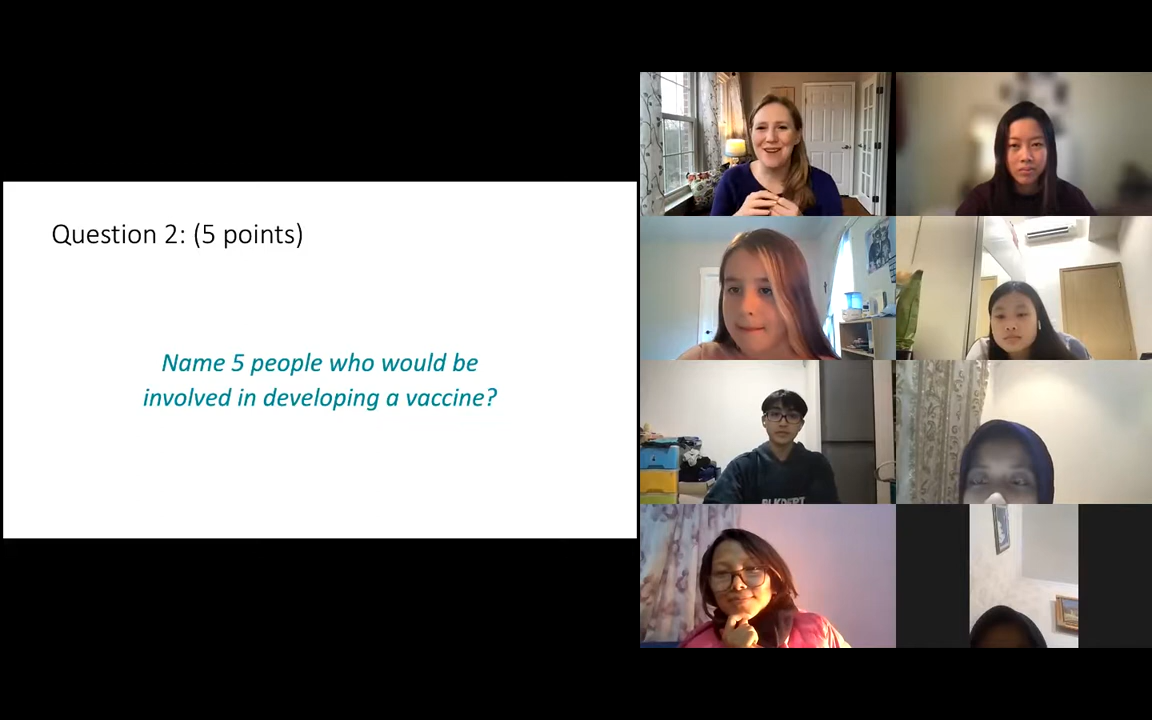 Question 2: (5 points)
Name 5 people who would be
involved in developing a vaccine?